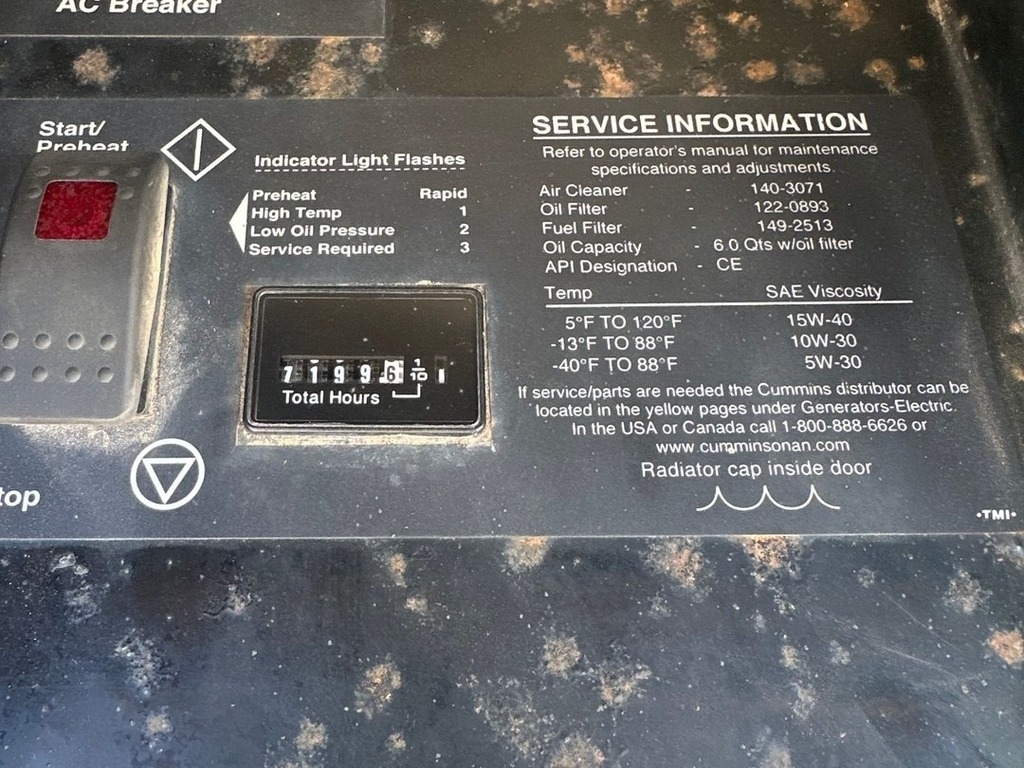 AC Breaker
Start/
Preheat
Indicator Light Flashes
Preheat Rapid
High Temp 1
Low Oil Pressure 2
Service Required 3
7 1 9 9 6 1/10
Total Hours
top
SERVICE INFORMATION
Refer to operator's manual for maintenance
specifications and adjustments.
Air Cleaner - 140-3071
Oil Filter - 122-0893
Fuel Filter - 149-2513
Oil Capacity - 6.0 Qts w/oil filter
API Designation - CE
Temp SAE Viscosity
5°F TO 120°F 15W-40
-13°F TO 88°F 10W-30
-40°F TO 88°F 5W-30
If service/parts are needed the Cummins distributor can be
located in the yellow pages under Generators-Electric.
In the USA or Canada call 1-800-888-6626 or
www.cumminsonan.com
Radiator cap inside door
•TMI•